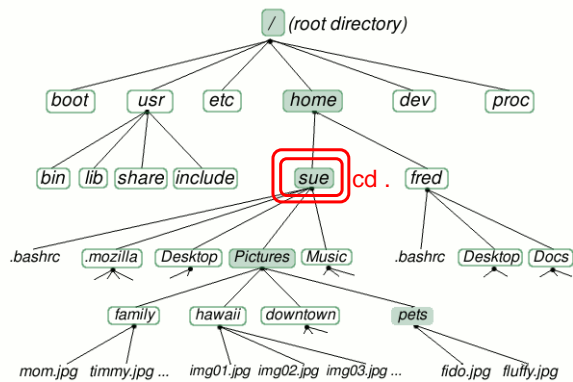 / (root directory)
boot usr etc home dev proc
bin lib share include sue cd . fred
.bashrc .mozilla Desktop Pictures Music .bashrc Desktop Docs
family hawaii downtown pets
mom.jpg timmy.jpg ... img01.jpg img02.jpg img03.jpg ... fido.jpg fluffy.jpg